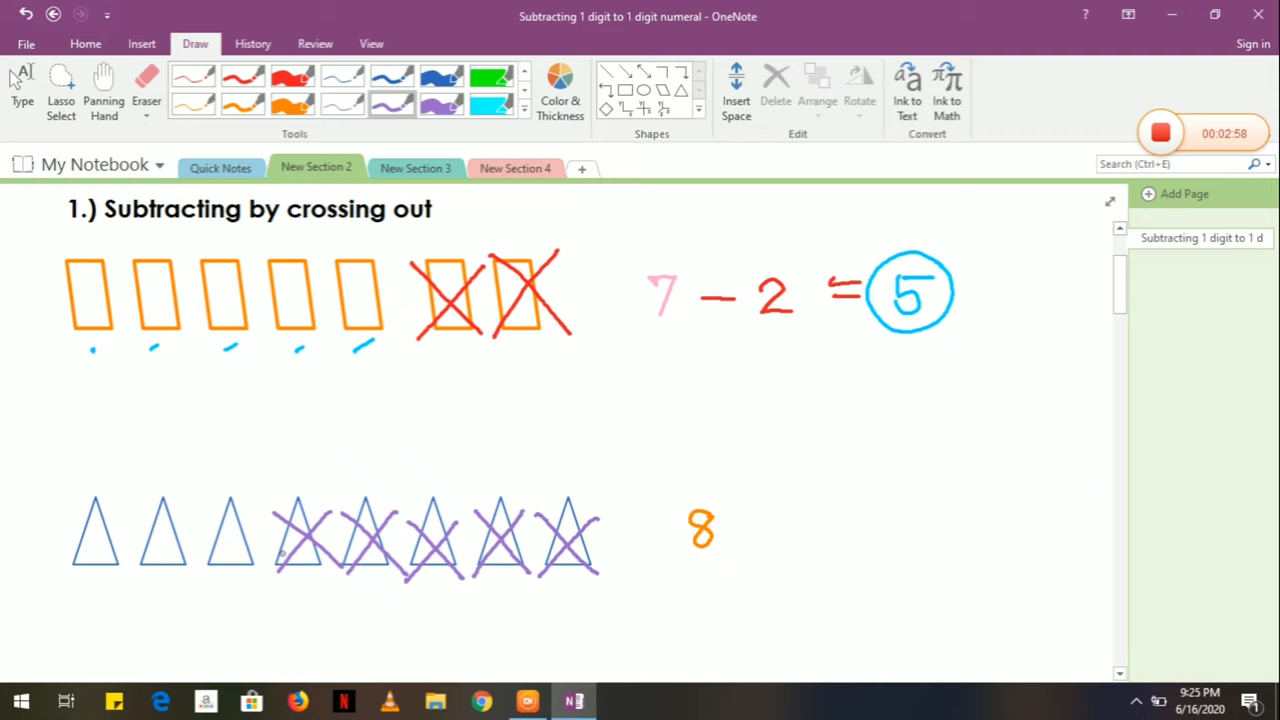 Subtracting 1 digit to 1 digit numeral - OneNote
?
File Home Insert Draw History Review View
Sign in
Type
Lasso Select
Panning Hand
Eraser
Color & Thickness
Insert Space
Delete
Arrange
Rotate
Ink to Text
Ink to Math
Tools
Shapes
Edit
Convert
00:02:58
My Notebook
Quick Notes
New Section 2
New Section 3
New Section 4
Search (Ctrl+E)
Add Page
Subtracting 1 digit to 1 d
1.) Subtracting by crossing out
7 - 2 = 5
8
9:25 PM
6/16/2020